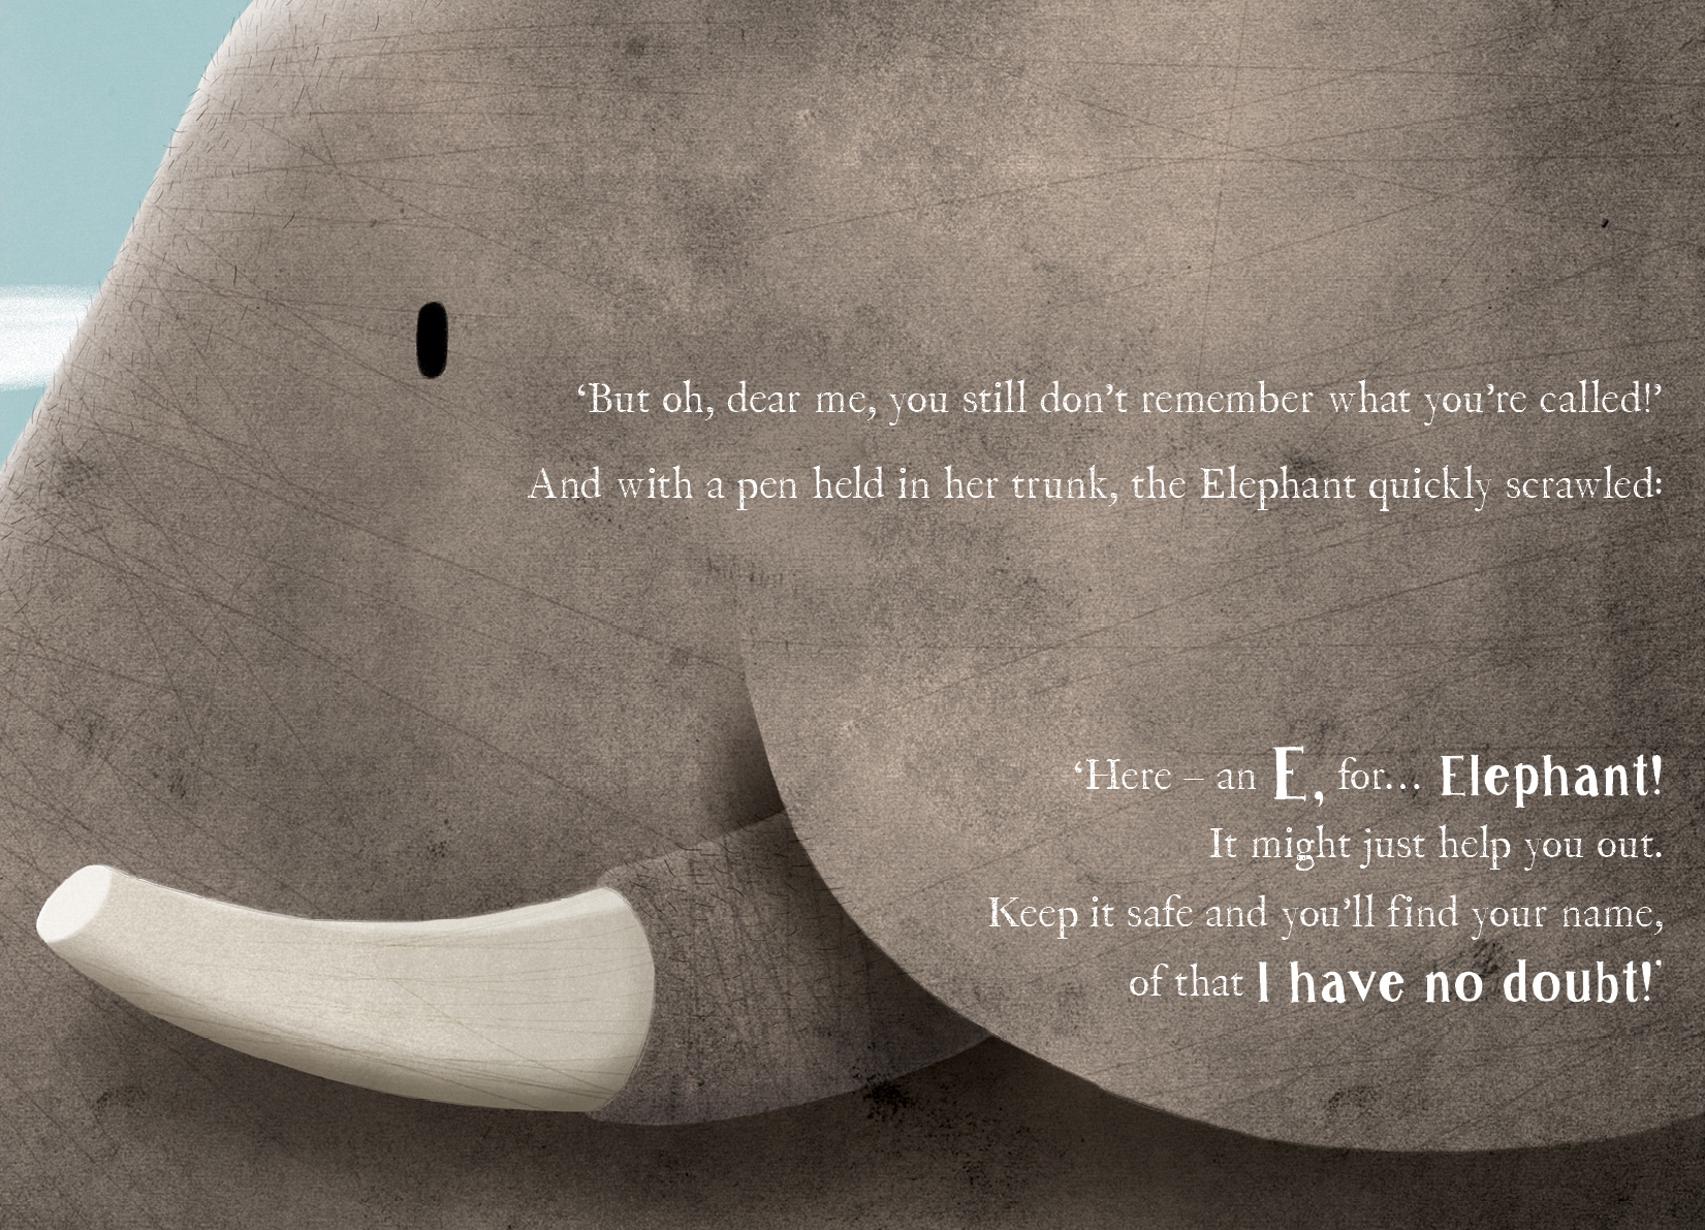 ‘But oh, dear me, you still don’t remember what you’re called!’
And with a pen held in her trunk, the Elephant quickly scrawled:
‘Here – an E, for… Elephant!
It might just help you out.
Keep it safe and you’ll find your name,
of that I have no doubt!’